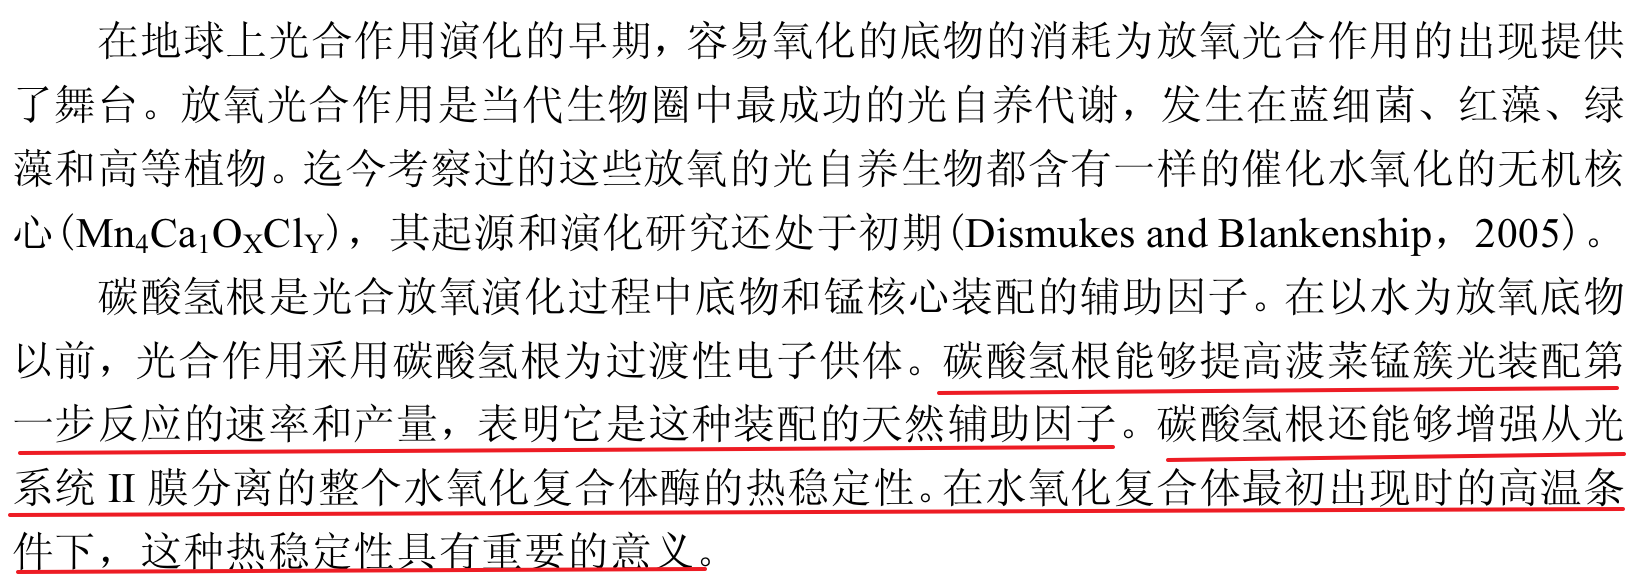 在地球上光合作用演化的早期，容易氧化的底物的消耗为放氧光合作用的出现提供
了舞台。放氧光合作用是当代生物圈中最成功的光自养代谢，发生在蓝细菌、红藻、绿
藻和高等植物。迄今考察过的这些放氧的光自养生物都含有一样的催化水氧化的无机核
心(Mn₄Ca₁OₓClY)，其起源和演化研究还处于初期(Dismukes and Blankenship，2005)。
碳酸氢根是光合放氧演化过程中底物和锰核心装配的辅助因子。在以水为放氧底物
以前，光合作用采用碳酸氢根为过渡性电子供体。碳酸氢根能够提高菠菜锰簇光装配第
一步反应的速率和产量，表明它是这种装配的天然辅助因子。碳酸氢根还能够增强从光
系统 II 膜分离的整个水氧化复合体酶的热稳定性。在水氧化复合体最初出现时的高温条
件下，这种热稳定性具有重要的意义。